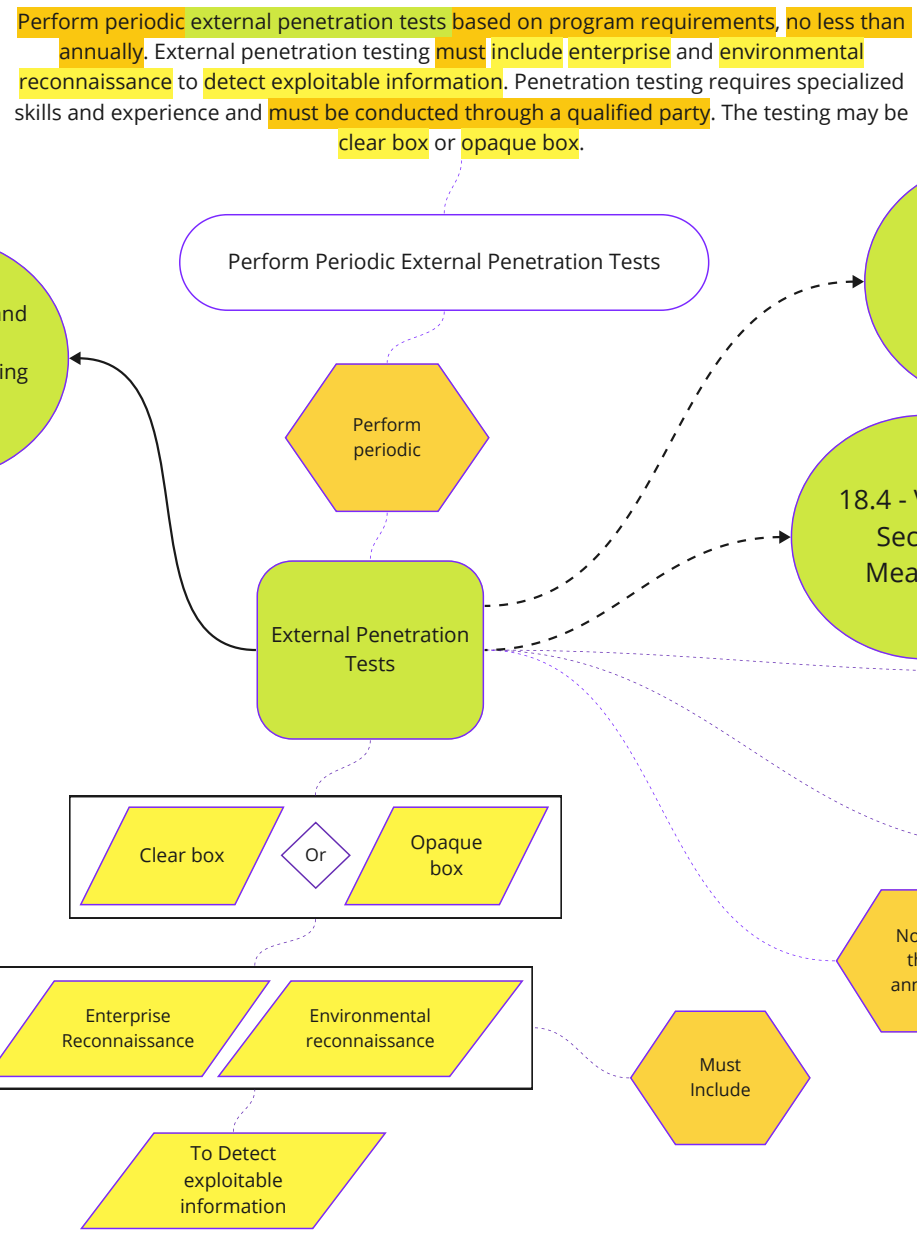 Perform periodic external penetration tests based on program requirements, no less than
annually. External penetration testing must include enterprise and environmental
reconnaissance to detect exploitable information. Penetration testing requires specialized
skills and experience and must be conducted through a qualified party. The testing may be
clear box or opaque box.
Perform Periodic External Penetration Tests
Perform
periodic
18.4 -
External Penetration
Tests
Clear box
Or
Opaque
box
Enterprise
Reconnaissance
Environmental
reconnaissance
Must
Include
To Detect
exploitable
information